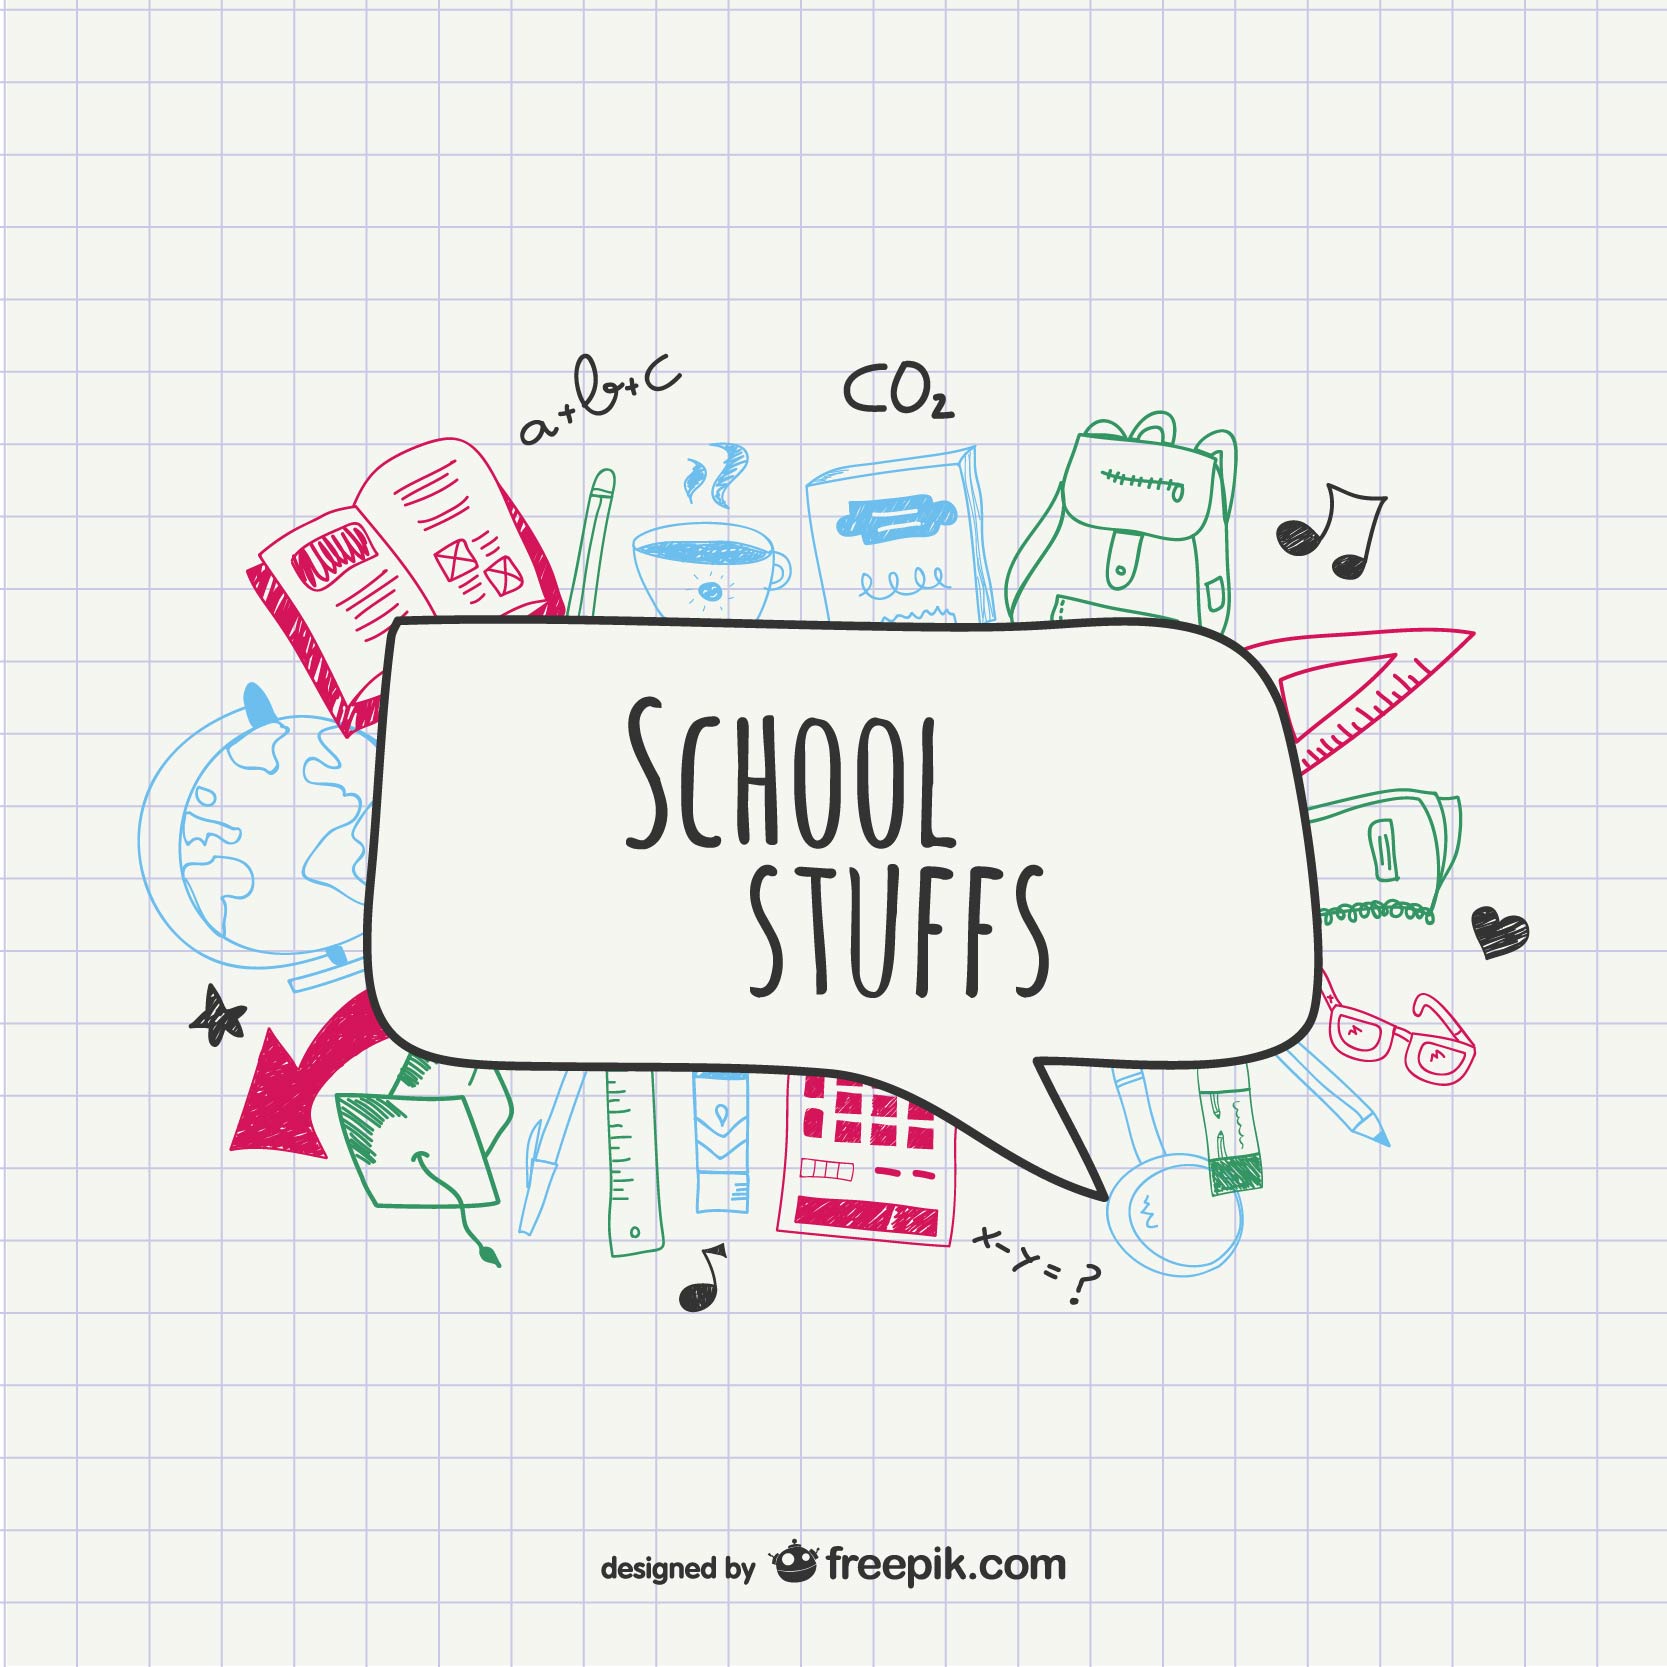 a+b+c
CO₂
SCHOOL
STUFFS
x-y=?
designed by freepik.com